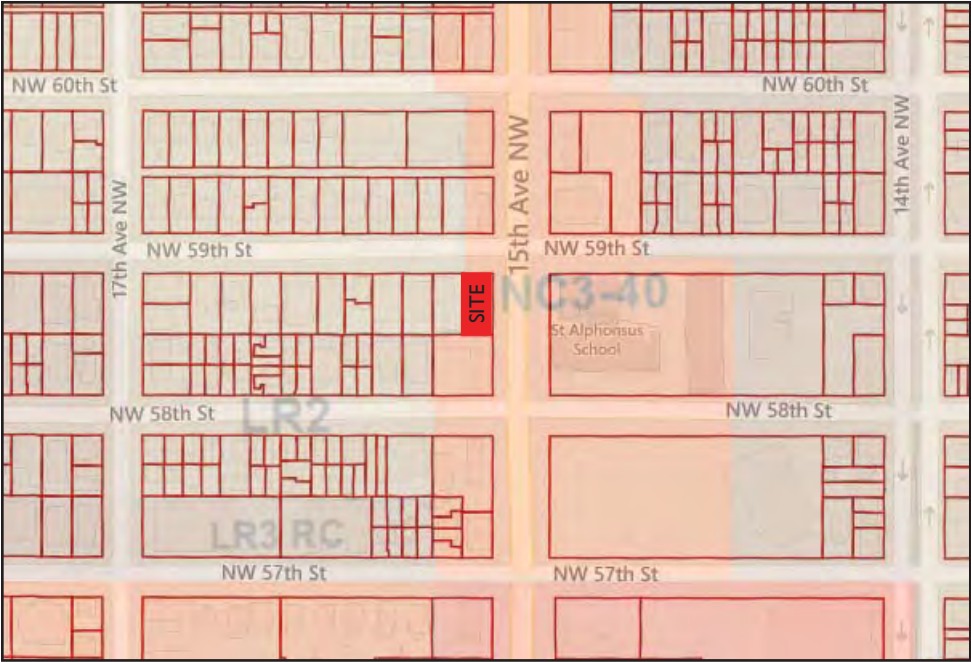 NW 60th St
NW 60th St
17th Ave NW
15th Ave NW
14th Ave NW
NW 59th St
NW 59th St
SITE
NC3-40
St Alphonsus
School
NW 58th St
NW 58th St
LR2
LR3 RC
NW 57th St
NW 57th St